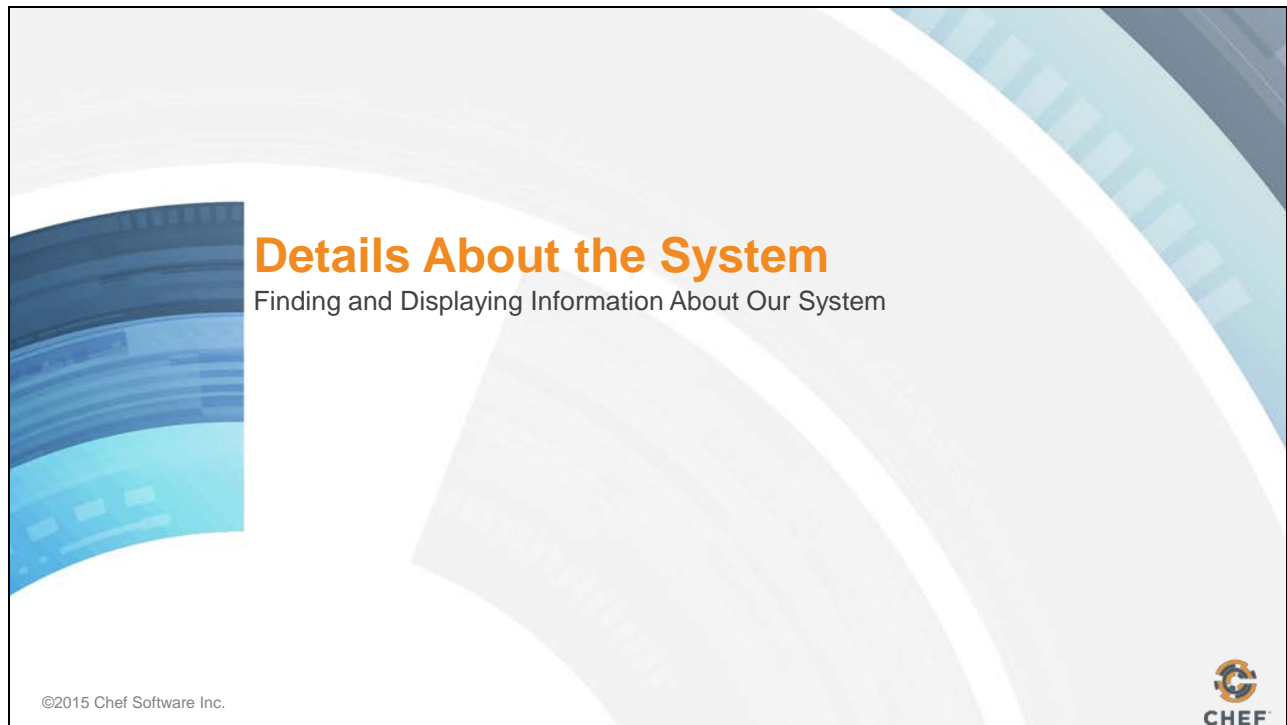 Details About the System
Finding and Displaying Information About Our System
©2015 Chef Software Inc.
CHEF